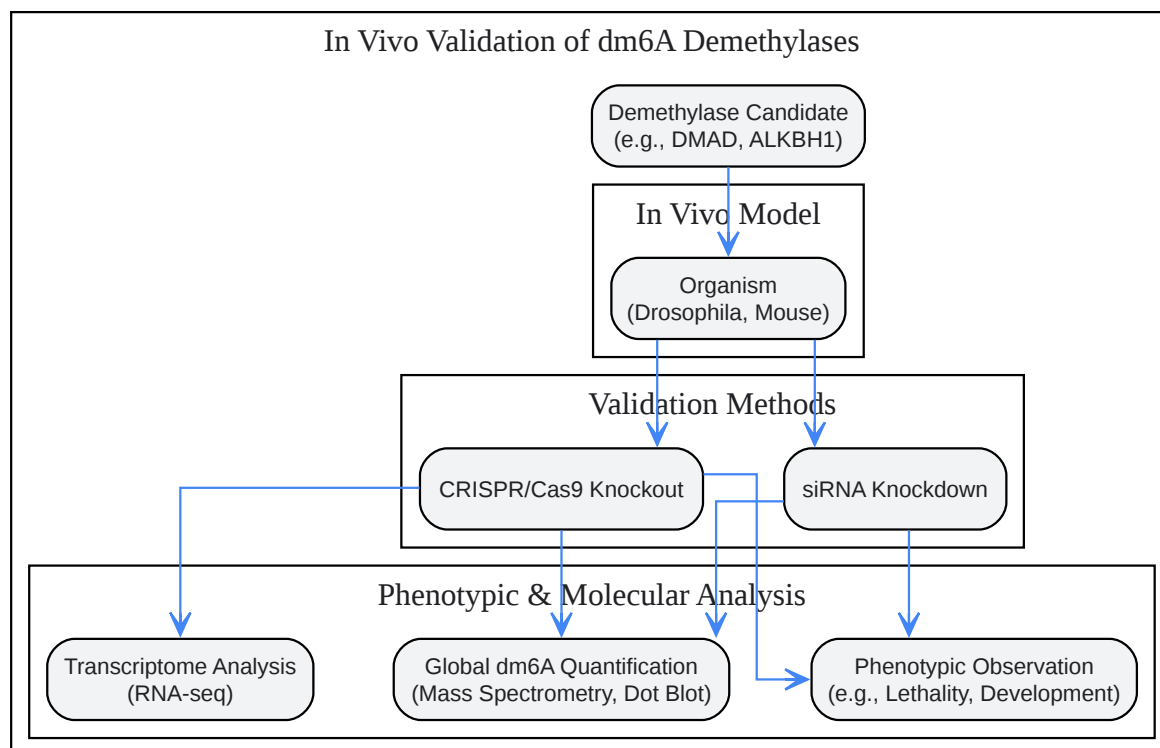 In Vivo Validation of dm6A Demethylases
Demethylase Candidate
(e.g., DMAD, ALKBH1)
In Vivo Model
Organism
(Drosophila, Mouse)
Validation Methods
CRISPR/Cas9 Knockout
siRNA Knockdown
Phenotypic & Molecular Analysis
Transcriptome Analysis
(RNA-seq)
Global dm6A Quantification
(Mass Spectrometry, Dot Blot)
Phenotypic Observation
(e.g., Lethality, Development)